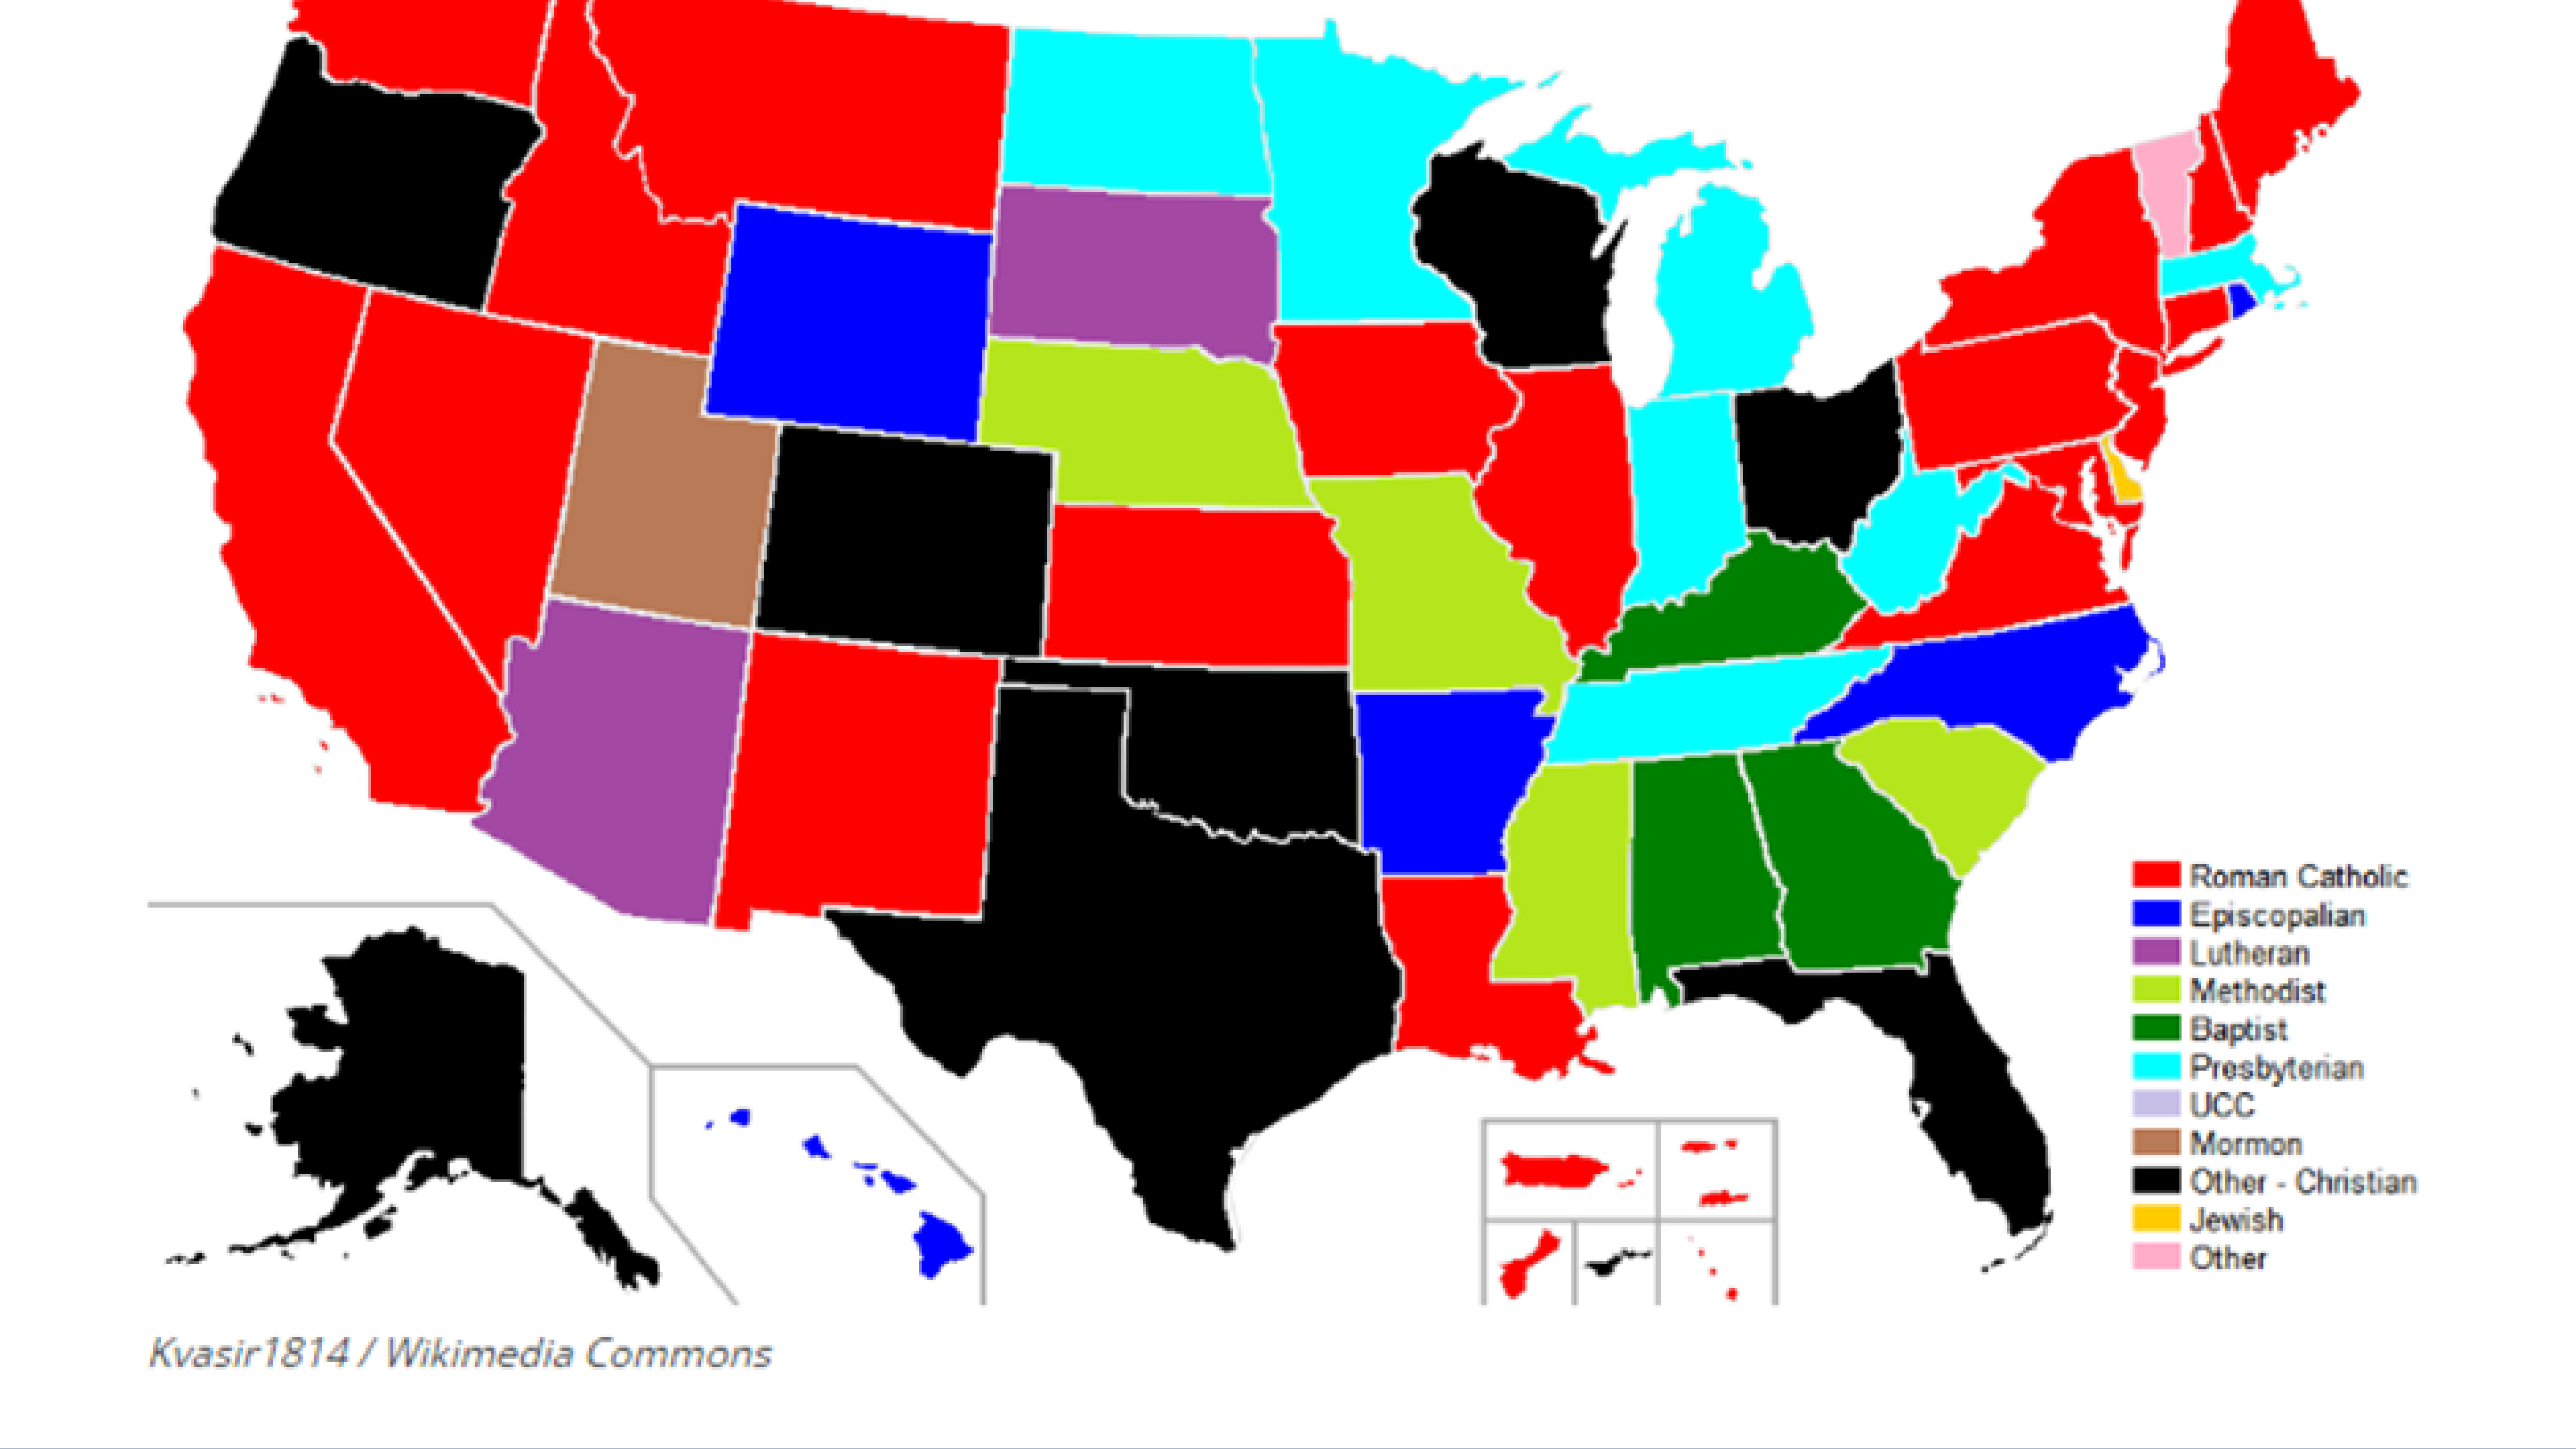 Roman Catholic
Episcopalian
Lutheran
Methodist
Baptist
Presbyterian
UCC
Mormon
Other - Christian
Jewish
Other
Kvasir1814 / Wikimedia Commons